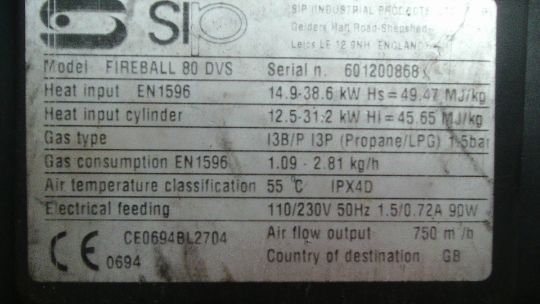 SIP
SIP (INDUSTRIAL PRODUCTS
Gelders Hall Road-Shepshed
Leics LE 12 9NH ENGLAND
Model FIREBALL 80 DVS Serial n. 601200868
Heat input EN1596 14.9-38.6 kW Hs=49.47 MJ/kg
Heat input cylinder 12.5-31.2 kW Hi=45.65 MJ/kg
Gas type I3B/P I3P (Propane/LPG) 1.5bar
Gas consumption EN1596 1.09 - 2.81 kg/h
Air temperature classification 55 °C IPX4D
Electrical feeding 110/230V 50Hz 1.5/0.72A 90W
CE CE0694BL2704 Air flow output 750 m /h
0694 Country of destination GB